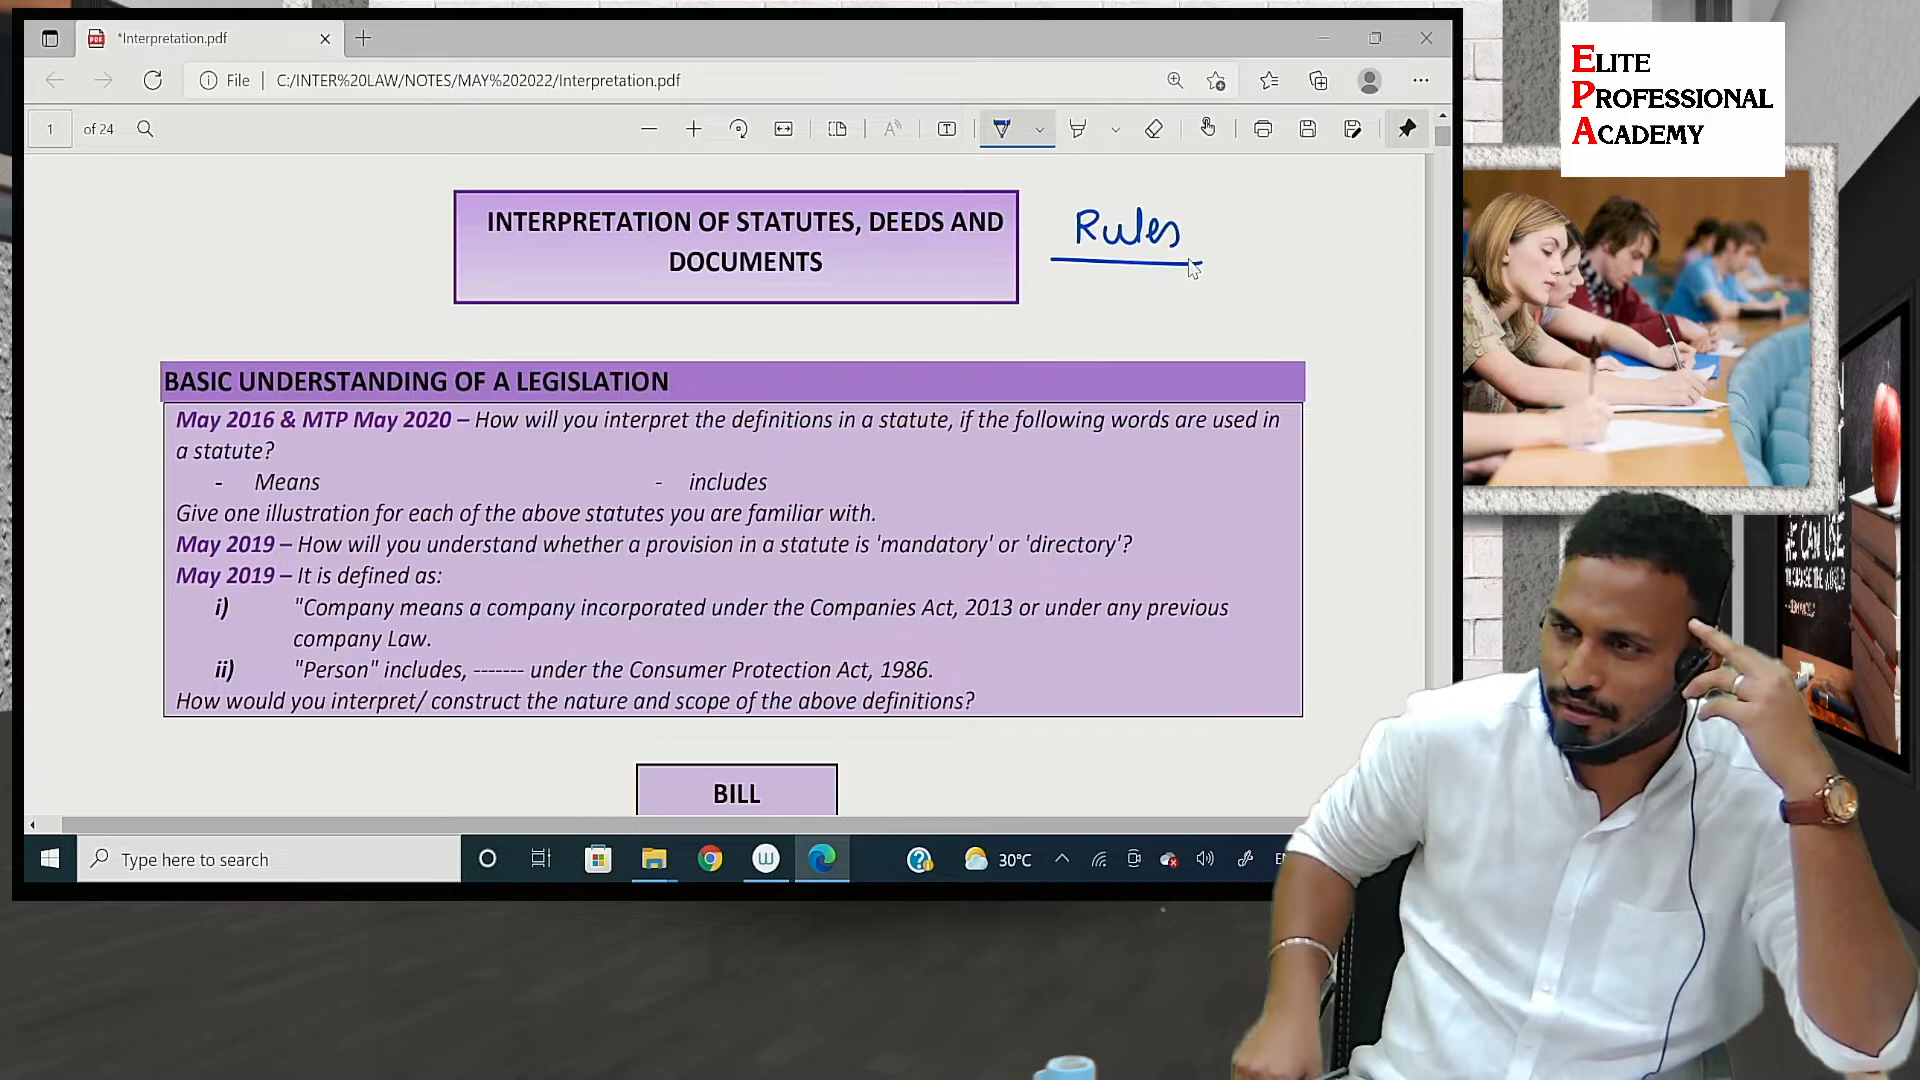 *Interpretation.pdf
File
C:/INTER%20LAW/NOTES/MAY%202022/Interpretation.pdf
1 of 24
INTERPRETATION OF STATUTES, DEEDS AND
DOCUMENTS
Rules
BASIC UNDERSTANDING OF A LEGISLATION
May 2016 & MTP May 2020 – How will you interpret the definitions in a statute, if the following words are used in
a statute?
- Means - includes
Give one illustration for each of the above statutes you are familiar with.
May 2019 – How will you understand whether a provision in a statute is 'mandatory' or 'directory'?
May 2019 – It is defined as:
i) "Company means a company incorporated under the Companies Act, 2013 or under any previous
company Law.
ii) "Person" includes, ------- under the Consumer Protection Act, 1986.
How would you interpret/ construct the nature and scope of the above definitions?
BILL
Type here to search
30°C
ELITE
PROFESSIONAL
ACADEMY